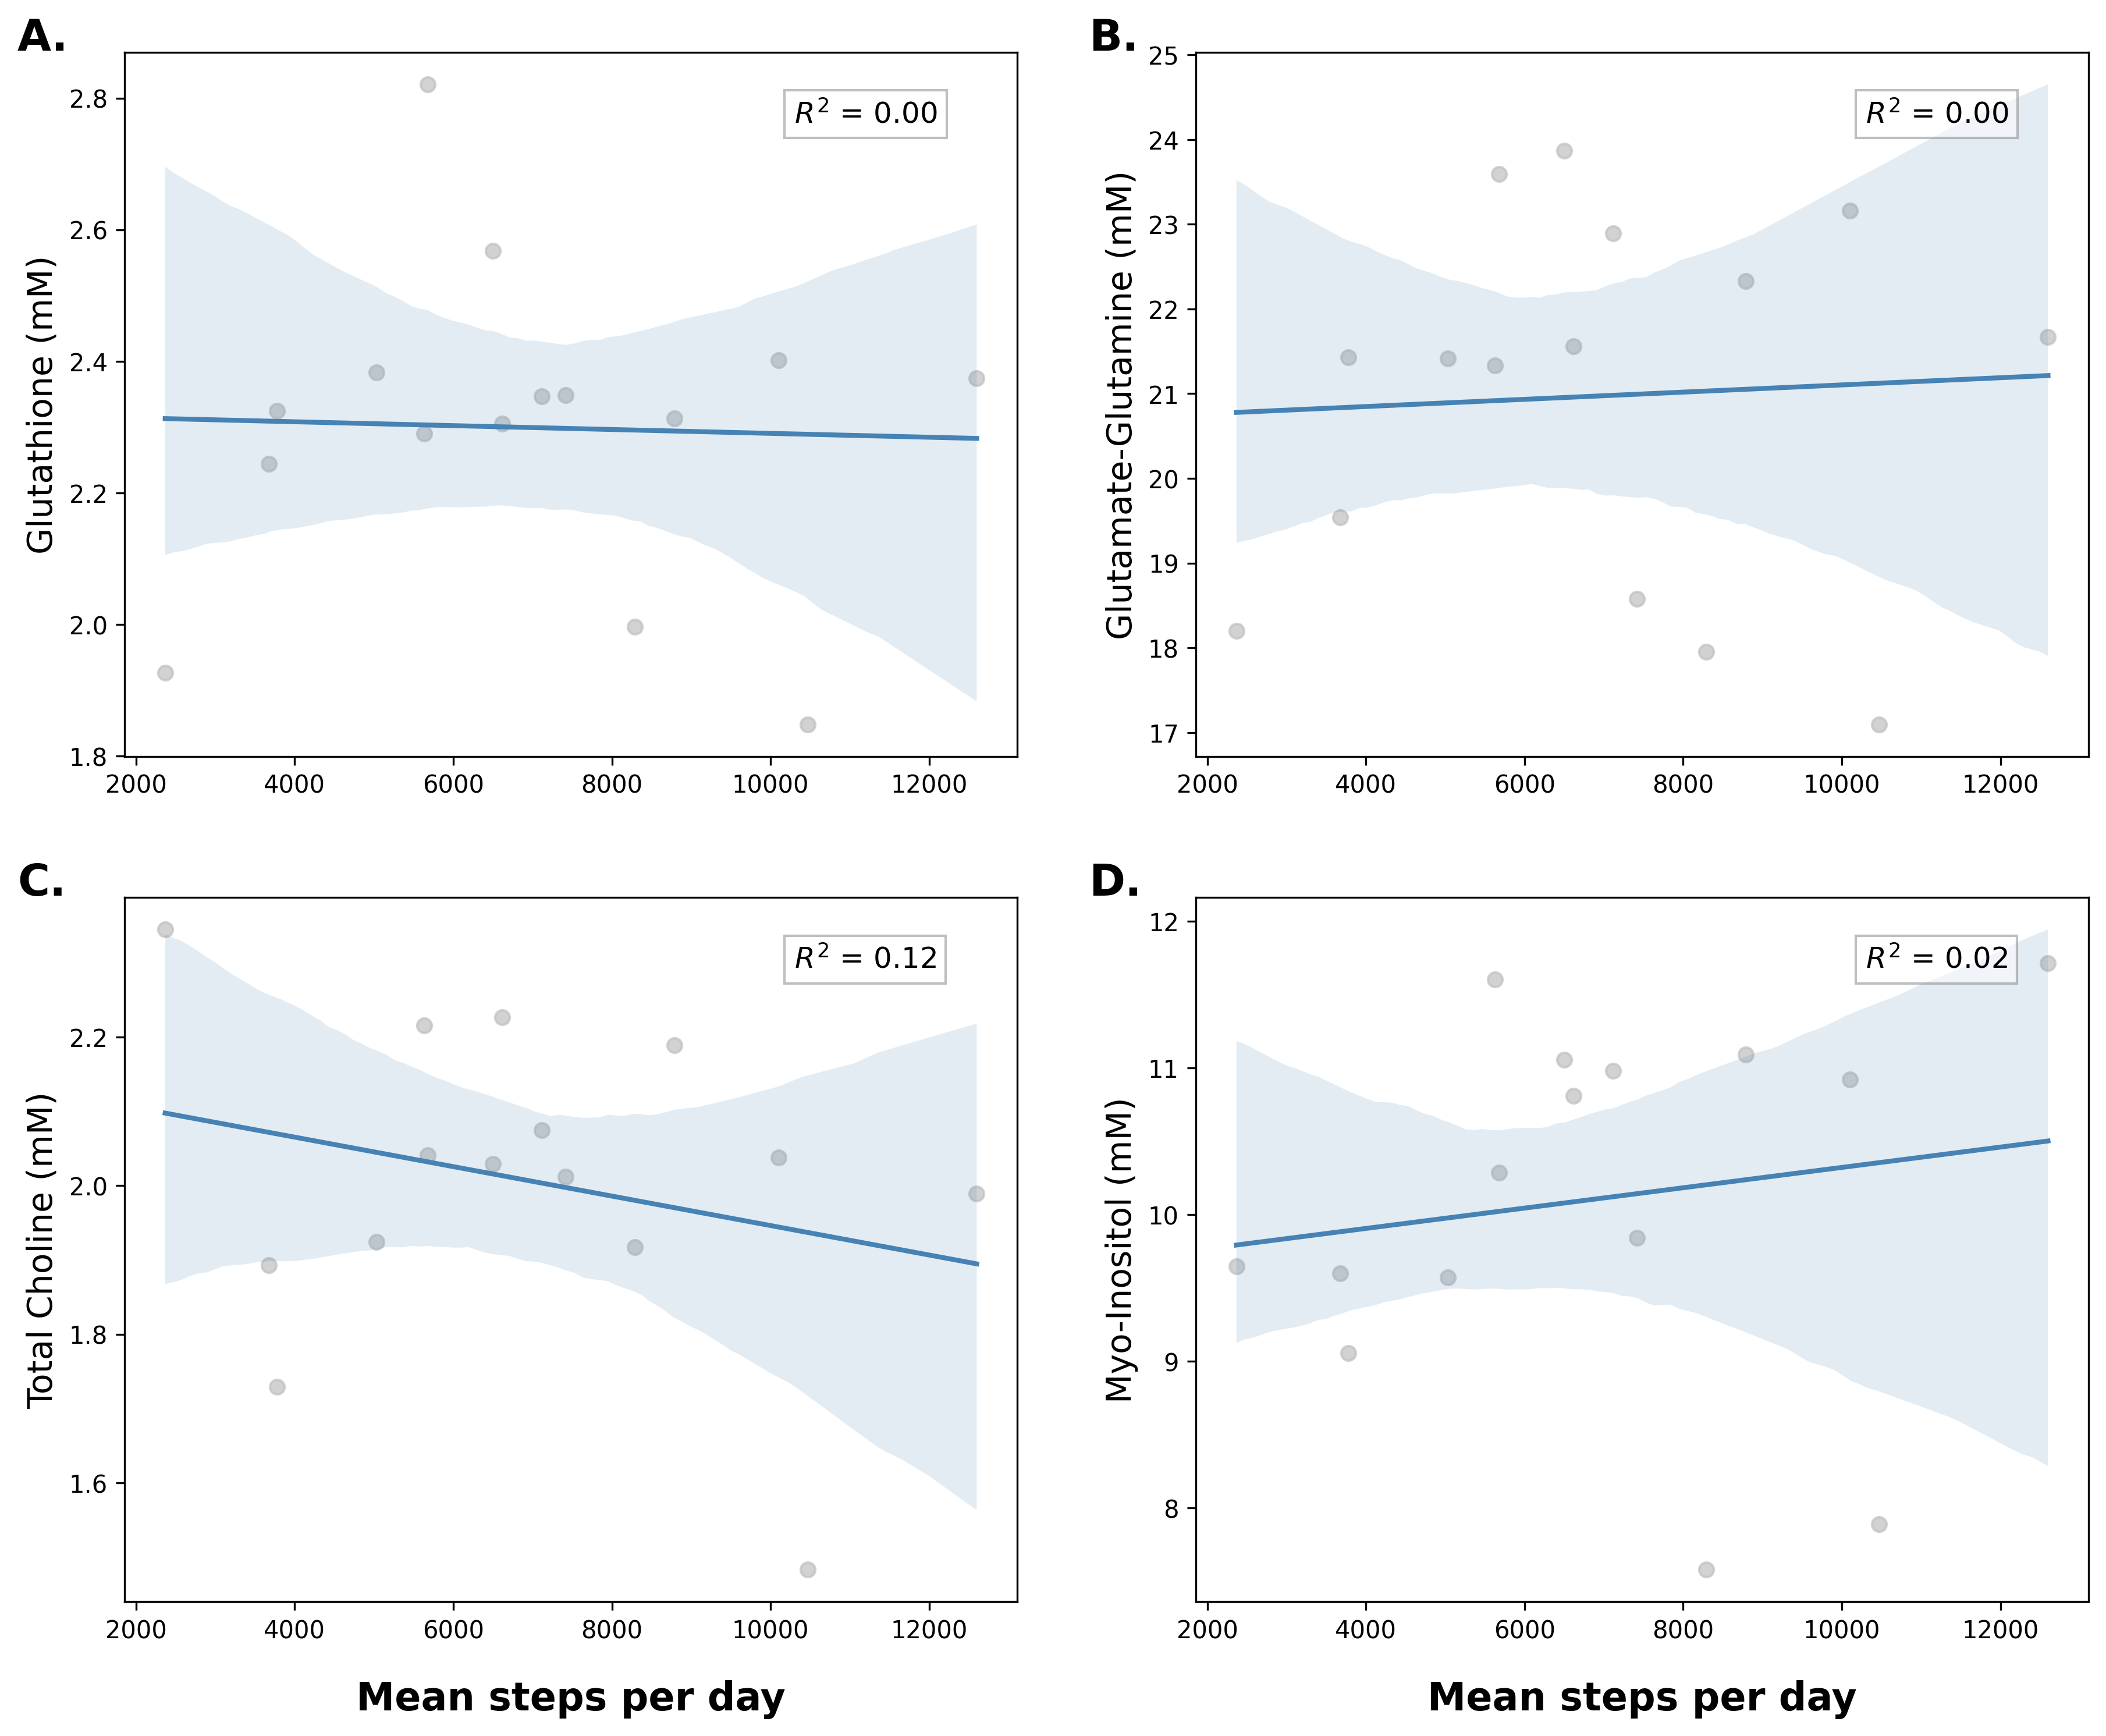 A.
B.
2.8
2.6
2.4
2.2
2.0
1.8
Glutathione (mM)
R² = 0.00
2000 4000 6000 8000 10000 12000
25
24
23
22
21
20
19
18
17
Glutamate-Glutamine (mM)
R² = 0.00
2000 4000 6000 8000 10000 12000
C.
D.
2.2
2.0
1.8
1.6
Total Choline (mM)
R² = 0.12
2000 4000 6000 8000 10000 12000
Mean steps per day
12
11
10
9
8
Myo-Inositol (mM)
R² = 0.02
2000 4000 6000 8000 10000 12000
Mean steps per day